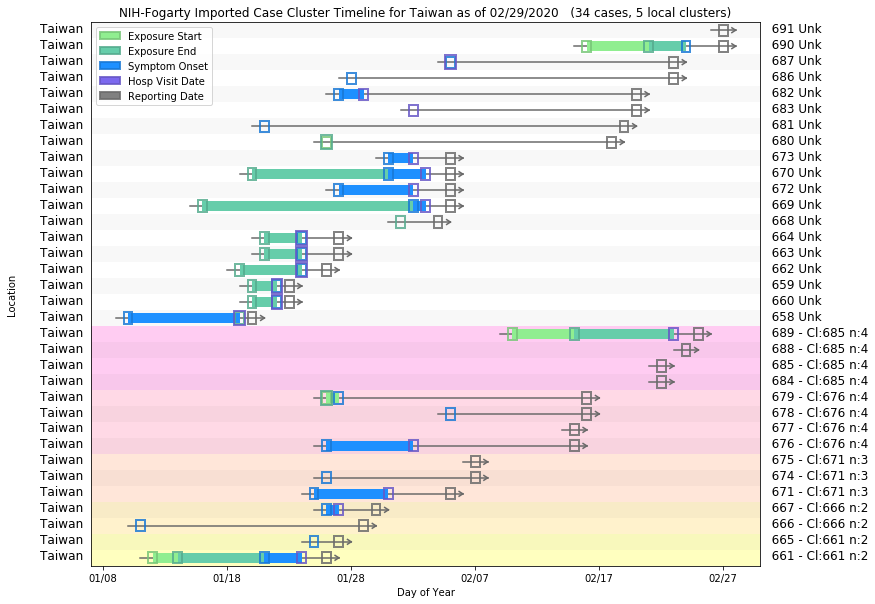 NIH-Fogarty Imported Case Cluster Timeline for Taiwan as of 02/29/2020 (34 cases, 5 local clusters)
Exposure Start
Exposure End
Symptom Onset
Hosp Visit Date
Reporting Date
Location
Taiwan 691 Unk
Taiwan 690 Unk
Taiwan 687 Unk
Taiwan 686 Unk
Taiwan 682 Unk
Taiwan 683 Unk
Taiwan 681 Unk
Taiwan 680 Unk
Taiwan 673 Unk
Taiwan 670 Unk
Taiwan 672 Unk
Taiwan 669 Unk
Taiwan 668 Unk
Taiwan 664 Unk
Taiwan 663 Unk
Taiwan 662 Unk
Taiwan 659 Unk
Taiwan 660 Unk
Taiwan 658 Unk
Taiwan 689 - Cl:685 n:4
Taiwan 688 - Cl:685 n:4
Taiwan 685 - Cl:685 n:4
Taiwan 684 - Cl:685 n:4
Taiwan 679 - Cl:676 n:4
Taiwan 678 - Cl:676 n:4
Taiwan 677 - Cl:676 n:4
Taiwan 676 - Cl:676 n:4
Taiwan 675 - Cl:671 n:3
Taiwan 674 - Cl:671 n:3
Taiwan 671 - Cl:671 n:3
Taiwan 667 - Cl:666 n:2
Taiwan 666 - Cl:666 n:2
Taiwan 665 - Cl:661 n:2
Taiwan 661 - Cl:661 n:2
01/08 01/18 01/28 02/07 02/17 02/27
Day of Year